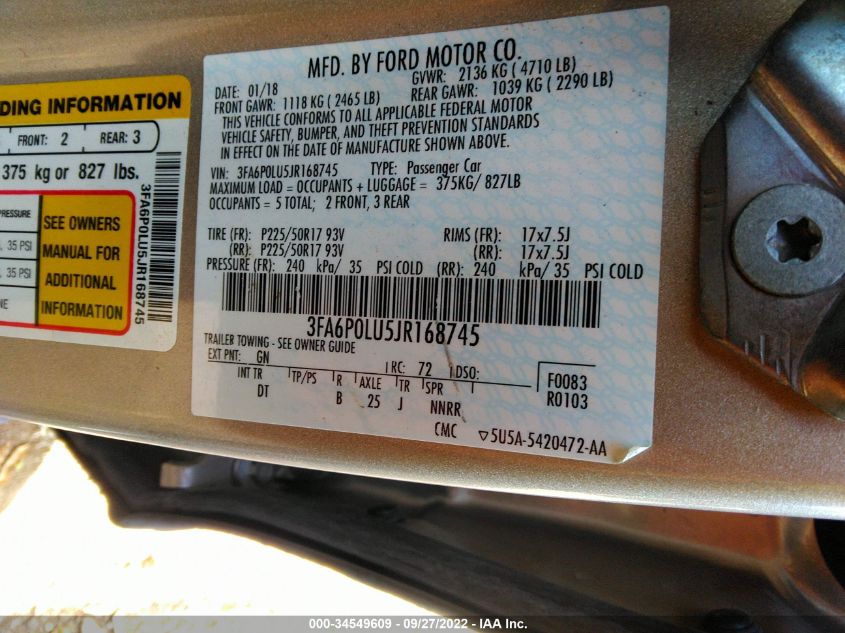 DING INFORMATION
FRONT: 2 REAR: 3
375 kg or 827 lbs.
PRESSURE
35 PSI
35 PSI
SEE OWNERS
MANUAL FOR
ADDITIONAL
INFORMATION
3FA6P0LU5JR168745
MFD. BY FORD MOTOR CO.
DATE: 01/18 GVWR: 2136 KG ( 4710 LB)
FRONT GAWR: 1118 KG ( 2465 LB) REAR GAWR: 1039 KG ( 2290 LB)
THIS VEHICLE CONFORMS TO ALL APPLICABLE FEDERAL MOTOR
VEHICLE SAFETY, BUMPER, AND THEFT PREVENTION STANDARDS
IN EFFECT ON THE DATE OF MANUFACTURE SHOWN ABOVE.
VIN: 3FA6P0LU5JR168745 TYPE: Passenger Car
MAXIMUM LOAD = OCCUPANTS + LUGGAGE = 375KG/ 827LB
OCCUPANTS = 5 TOTAL; 2 FRONT, 3 REAR
TIRE (FR): P225/50R17 93V RIMS (FR): 17x7.5J
(RR): P225/50R17 93V (RR): 17x7.5J
PRESSURE (FR): 240 kPa/ 35 PSI COLD (RR): 240 kPa/ 35 PSI COLD
3FA6P0LU5JR168745
TRAILER TOWING - SEE OWNER GUIDE
EXT PNT: GN RC: 72 DSO: F0083
R0103
INT TR TP/PS R AXLE TR SPR
DT B 25 J NNRR
CMC ▽5U5A-5420472-AA
000-34549609 - 09/27/2022 - IAA Inc.